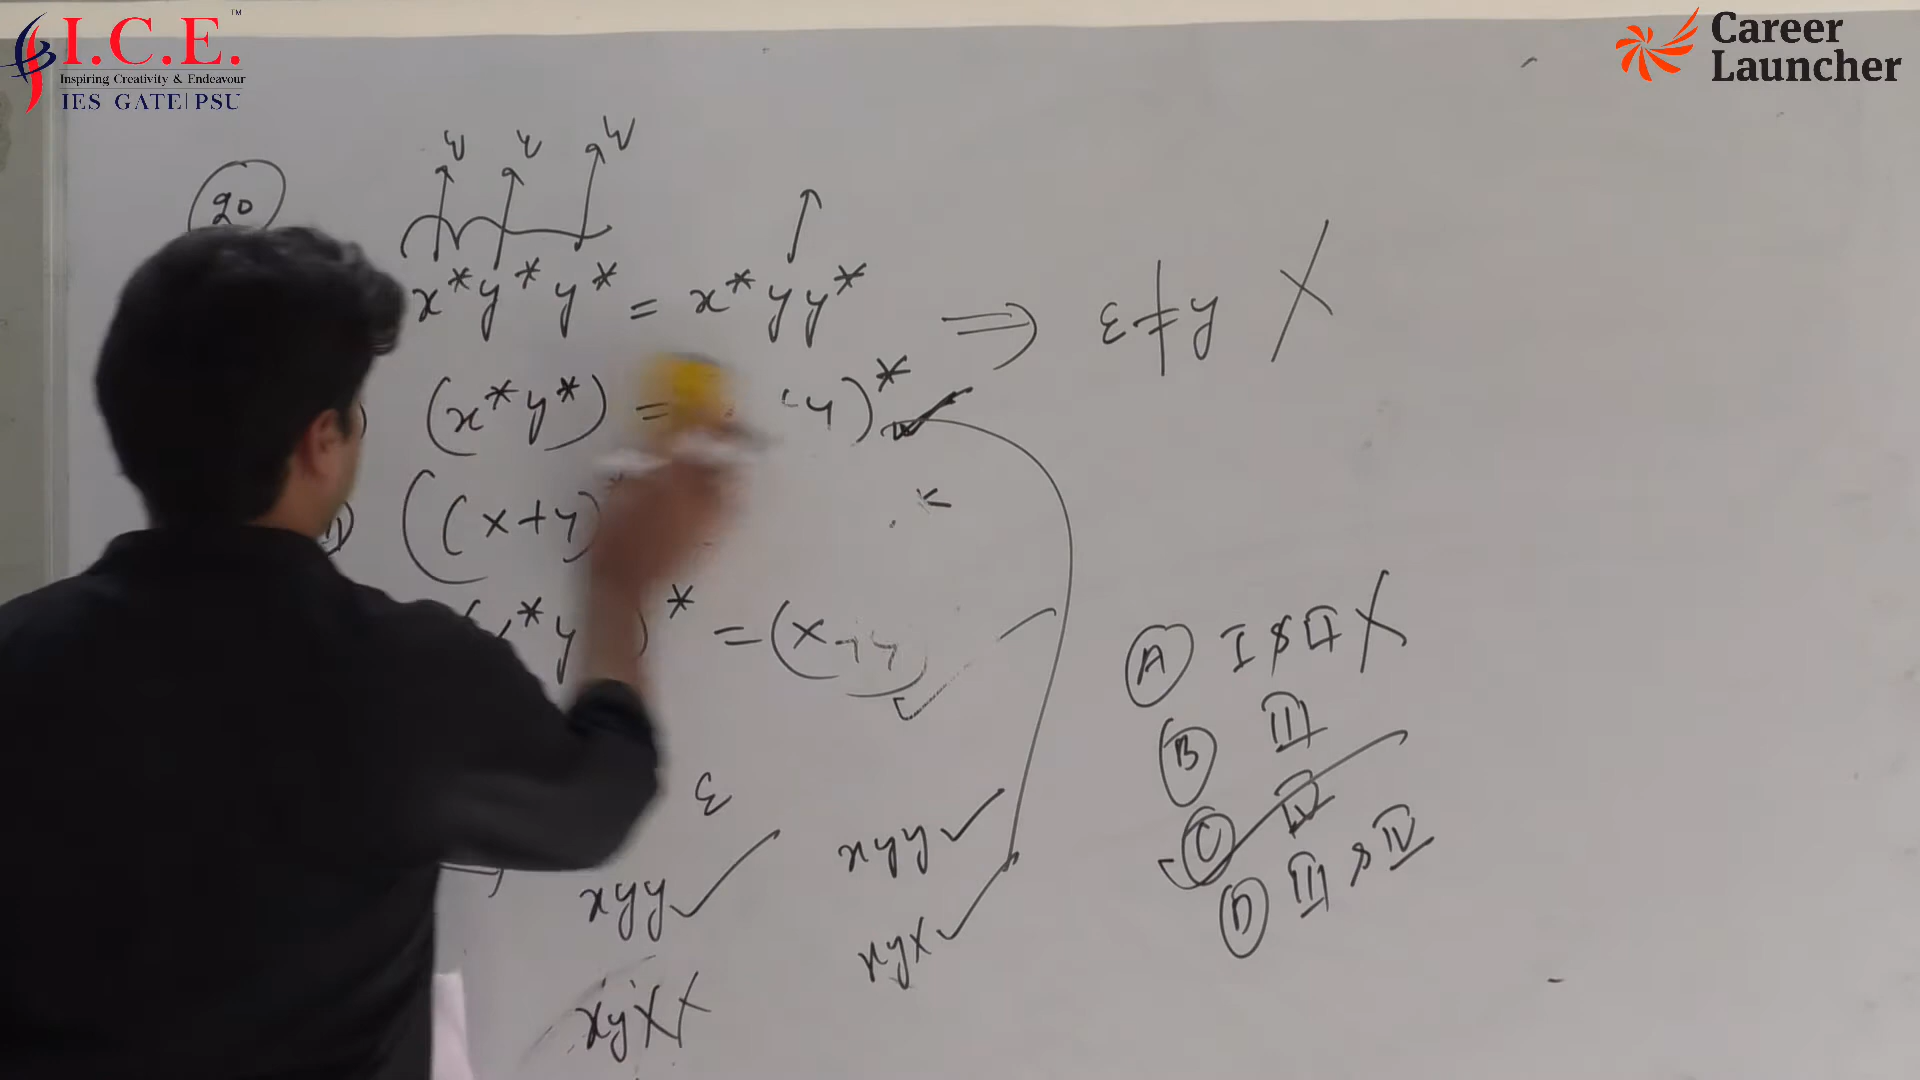 I.C.E.™
Inspiring Creativity & Endeavour
IES GATE|PSU
Career
Launcher
20
ε ε ε
x*y*y* = x*yy* ⇒ ε ≠ y X
(x*y*) = y)* ✓
((x+y)
*y )* = (x+y
ε
xyy ✓
xyx X
xyy ✓
xyx ✓
Ⓐ I & II X
Ⓑ III
Ⓒ IV
Ⓓ III & IV